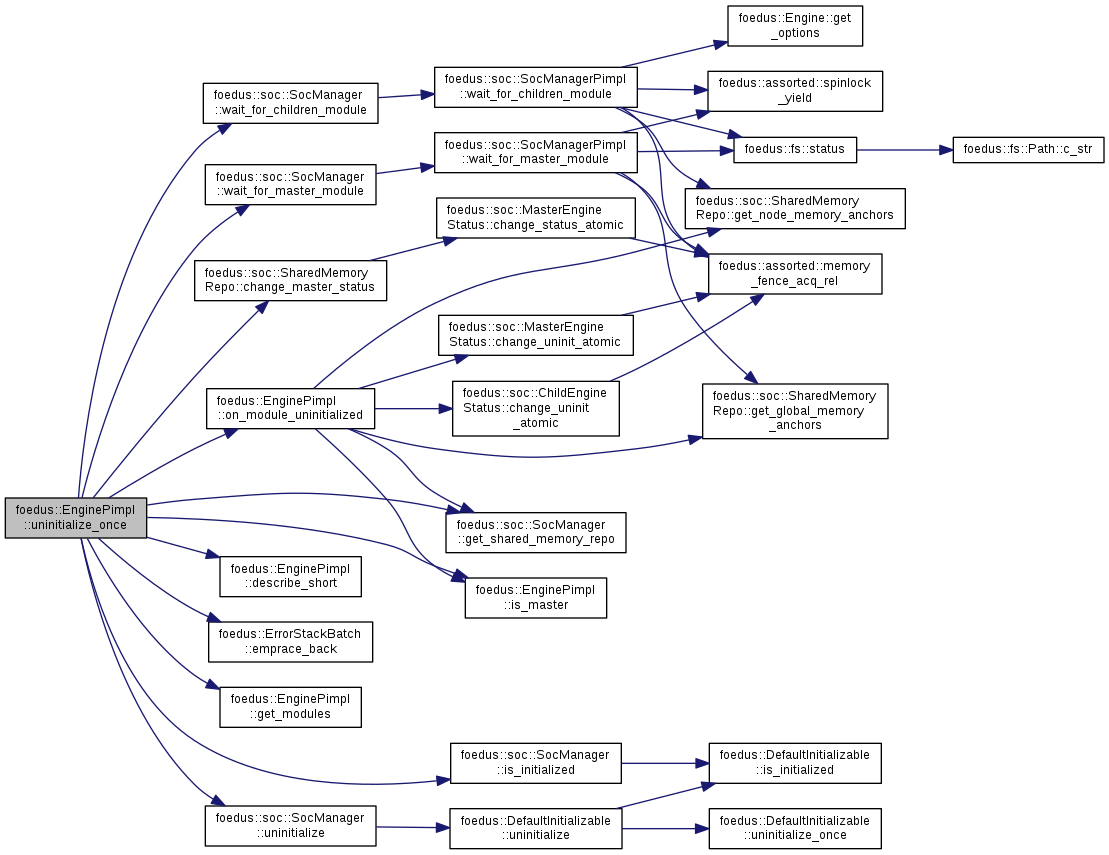 foedus::Engine::get
_options
foedus::soc::SocManager
::wait_for_children_module
foedus::soc::SocManagerPimpl
::wait_for_children_module
foedus::assorted::spinlock
_yield
foedus::soc::SocManagerPimpl
::wait_for_master_module
foedus::fs::status
foedus::fs::Path::c_str
foedus::soc::SocManager
::wait_for_master_module
foedus::soc::SharedMemory
Repo::get_node_memory_anchors
foedus::soc::MasterEngine
Status::change_status_atomic
foedus::soc::SharedMemory
Repo::change_master_status
foedus::assorted::memory
_fence_acq_rel
foedus::soc::MasterEngine
Status::change_uninit_atomic
foedus::EnginePimpl
::on_module_uninitialized
foedus::soc::ChildEngine
Status::change_uninit
_atomic
foedus::soc::SharedMemory
Repo::get_global_memory
_anchors
foedus::EnginePimpl
::uninitialize_once
foedus::soc::SocManager
::get_shared_memory_repo
foedus::EnginePimpl
::describe_short
foedus::EnginePimpl
::is_master
foedus::ErrorStackBatch
::emprace_back
foedus::EnginePimpl
::get_modules
foedus::soc::SocManager
::is_initialized
foedus::DefaultInitializable
::is_initialized
foedus::soc::SocManager
::uninitialize
foedus::DefaultInitializable
::uninitialize
foedus::DefaultInitializable
::uninitialize_once